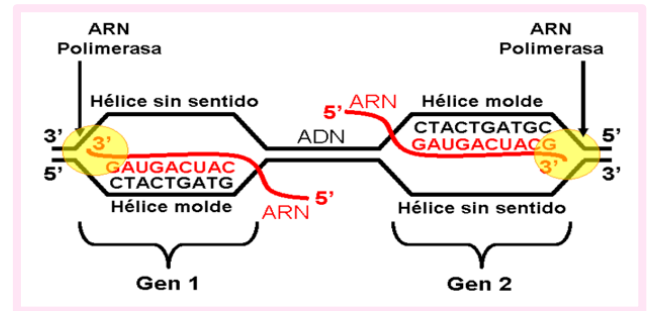 ARN
Polimerasa
ARN
Polimerasa
Hélice sin sentido
5’ ARN
Hélice molde
3’
3’
ADN
CTACTGATGC
GAUGACUACG
5’
5’
GAUGACUAC
CTACTGATG
3’
3’
5’
Hélice molde
ARN
Hélice sin sentido
Gen 1
Gen 2